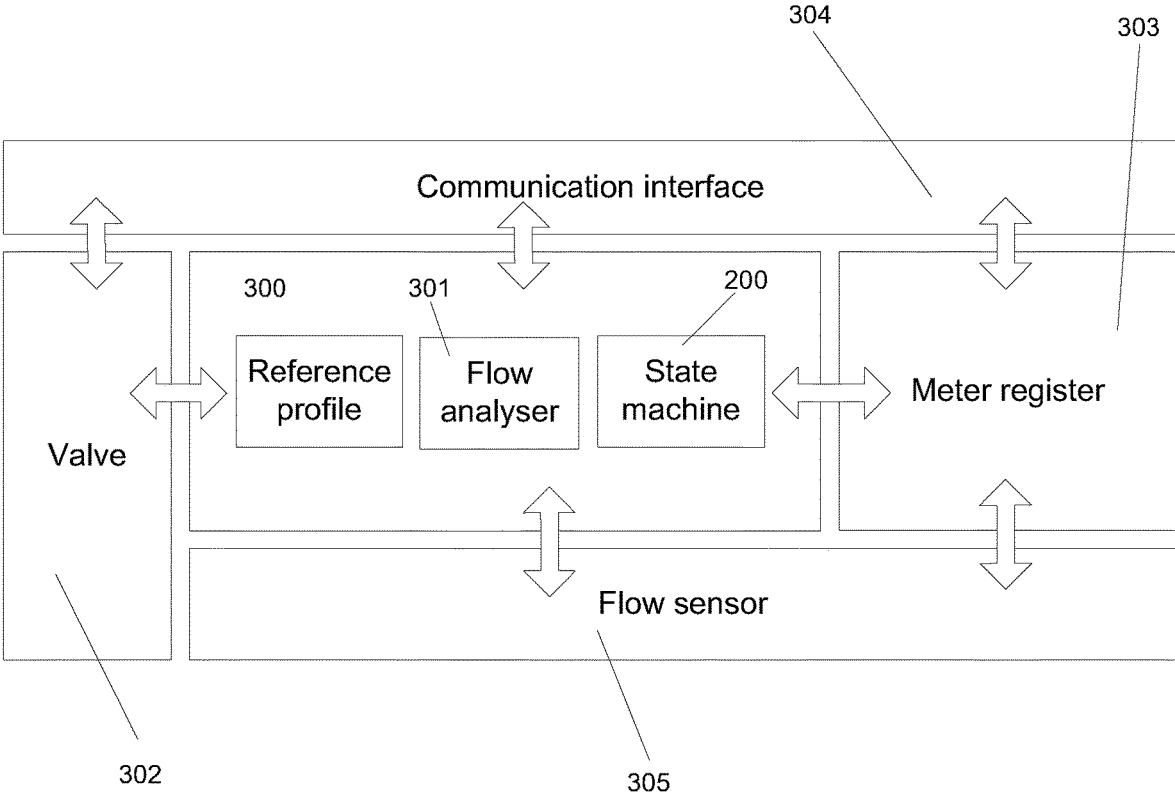 304
303
Communication interface
300
301
200
Reference
profile
Flow
analyser
State
machine
Meter register
Valve
Flow sensor
302
305